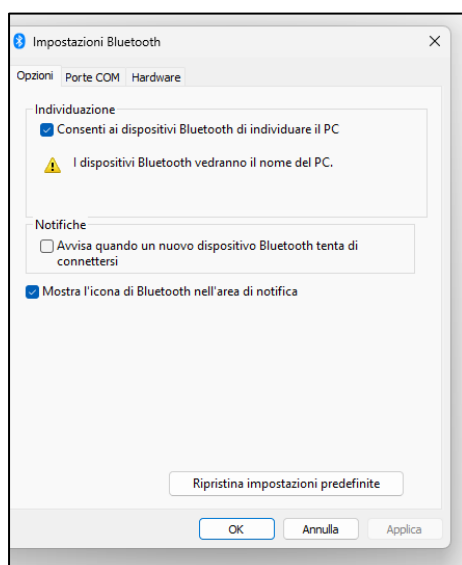 Impostazioni Bluetooth
Opzioni Porte COM Hardware
Individuazione
Consenti ai dispositivi Bluetooth di individuare il PC
I dispositivi Bluetooth vedranno il nome del PC.
Notifiche
Avvisa quando un nuovo dispositivo Bluetooth tenta di
connettersi
Mostra l'icona di Bluetooth nell'area di notifica
Ripristina impostazioni predefinite
OK Annulla Applica